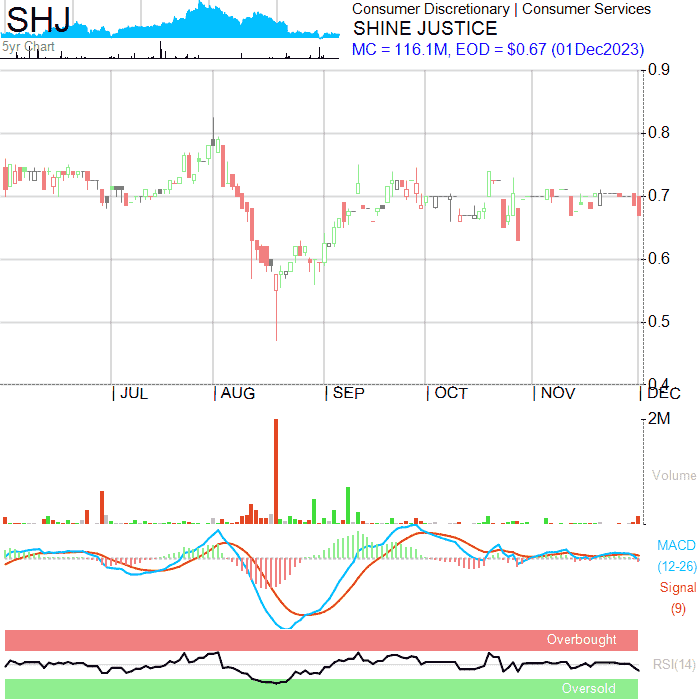 SHJ
Consumer Discretionary | Consumer Services
SHINE JUSTICE
MC = 116.1M, EOD = $0.67 (01Dec2023)
5yr Chart
0.9
0.8
0.7
0.6
0.5
0.4
JUL
AUG
SEP
OCT
NOV
DEC
2M
Volume
MACD
(12-26)
Signal
(9)
Overbought
RSI(14)
Oversold